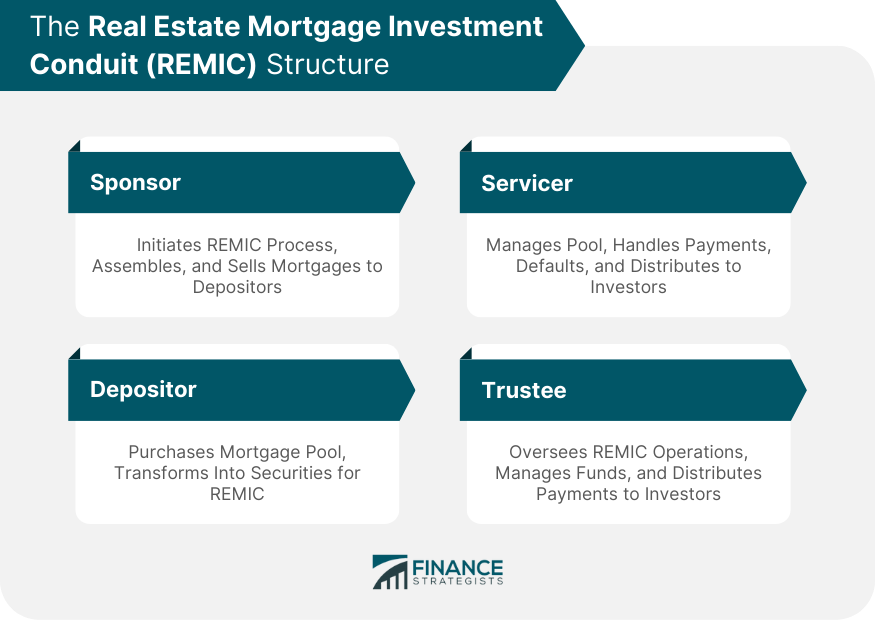 The Real Estate Mortgage Investment
Conduit (REMIC) Structure
Sponsor
Initiates REMIC Process,
Assembles, and Sells Mortgages to
Depositors
Servicer
Manages Pool, Handles Payments,
Defaults, and Distributes to
Investors
Depositor
Purchases Mortgage Pool,
Transforms Into Securities for
REMIC
Trustee
Oversees REMIC Operations,
Manages Funds, and Distributes
Payments to Investors
FINANCE
STRATEGISTS